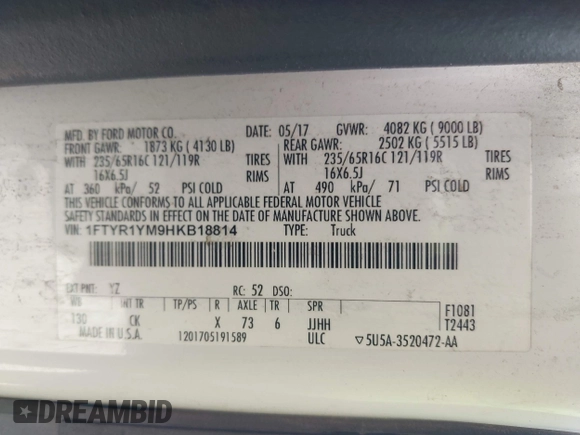 MFD. BY FORD MOTOR CO. DATE: 05/17 GVWR: 4082 KG ( 9000 LB)
FRONT GAWR: 1873 KG ( 4130 LB) REAR GAWR: 2502 KG ( 5515 LB)
WITH 235/65R16C 121/119R TIRES WITH 235/65R16C 121/119R TIRES
16X6.5J RIMS 16X6.5J RIMS
AT 360 kPa/ 52 PSI COLD AT 490 kPa/ 71 PSI COLD
THIS VEHICLE CONFORMS TO ALL APPLICABLE FEDERAL MOTOR VEHICLE
SAFETY STANDARDS IN EFFECT ON THE DATE OF MANUFACTURE SHOWN ABOVE.
VIN: 1FTYR1YM9HKB18814 TYPE: Truck
EXT PNT: YZ RC: 52 DSO:
WB INT TR TP/PS R AXLE TR SPR F1081
130 CK X 73 6 JJHH T2443
MADE IN U.S.A. 1201705191589 ULC ▽5U5A-3520472-AA
DREAMBID